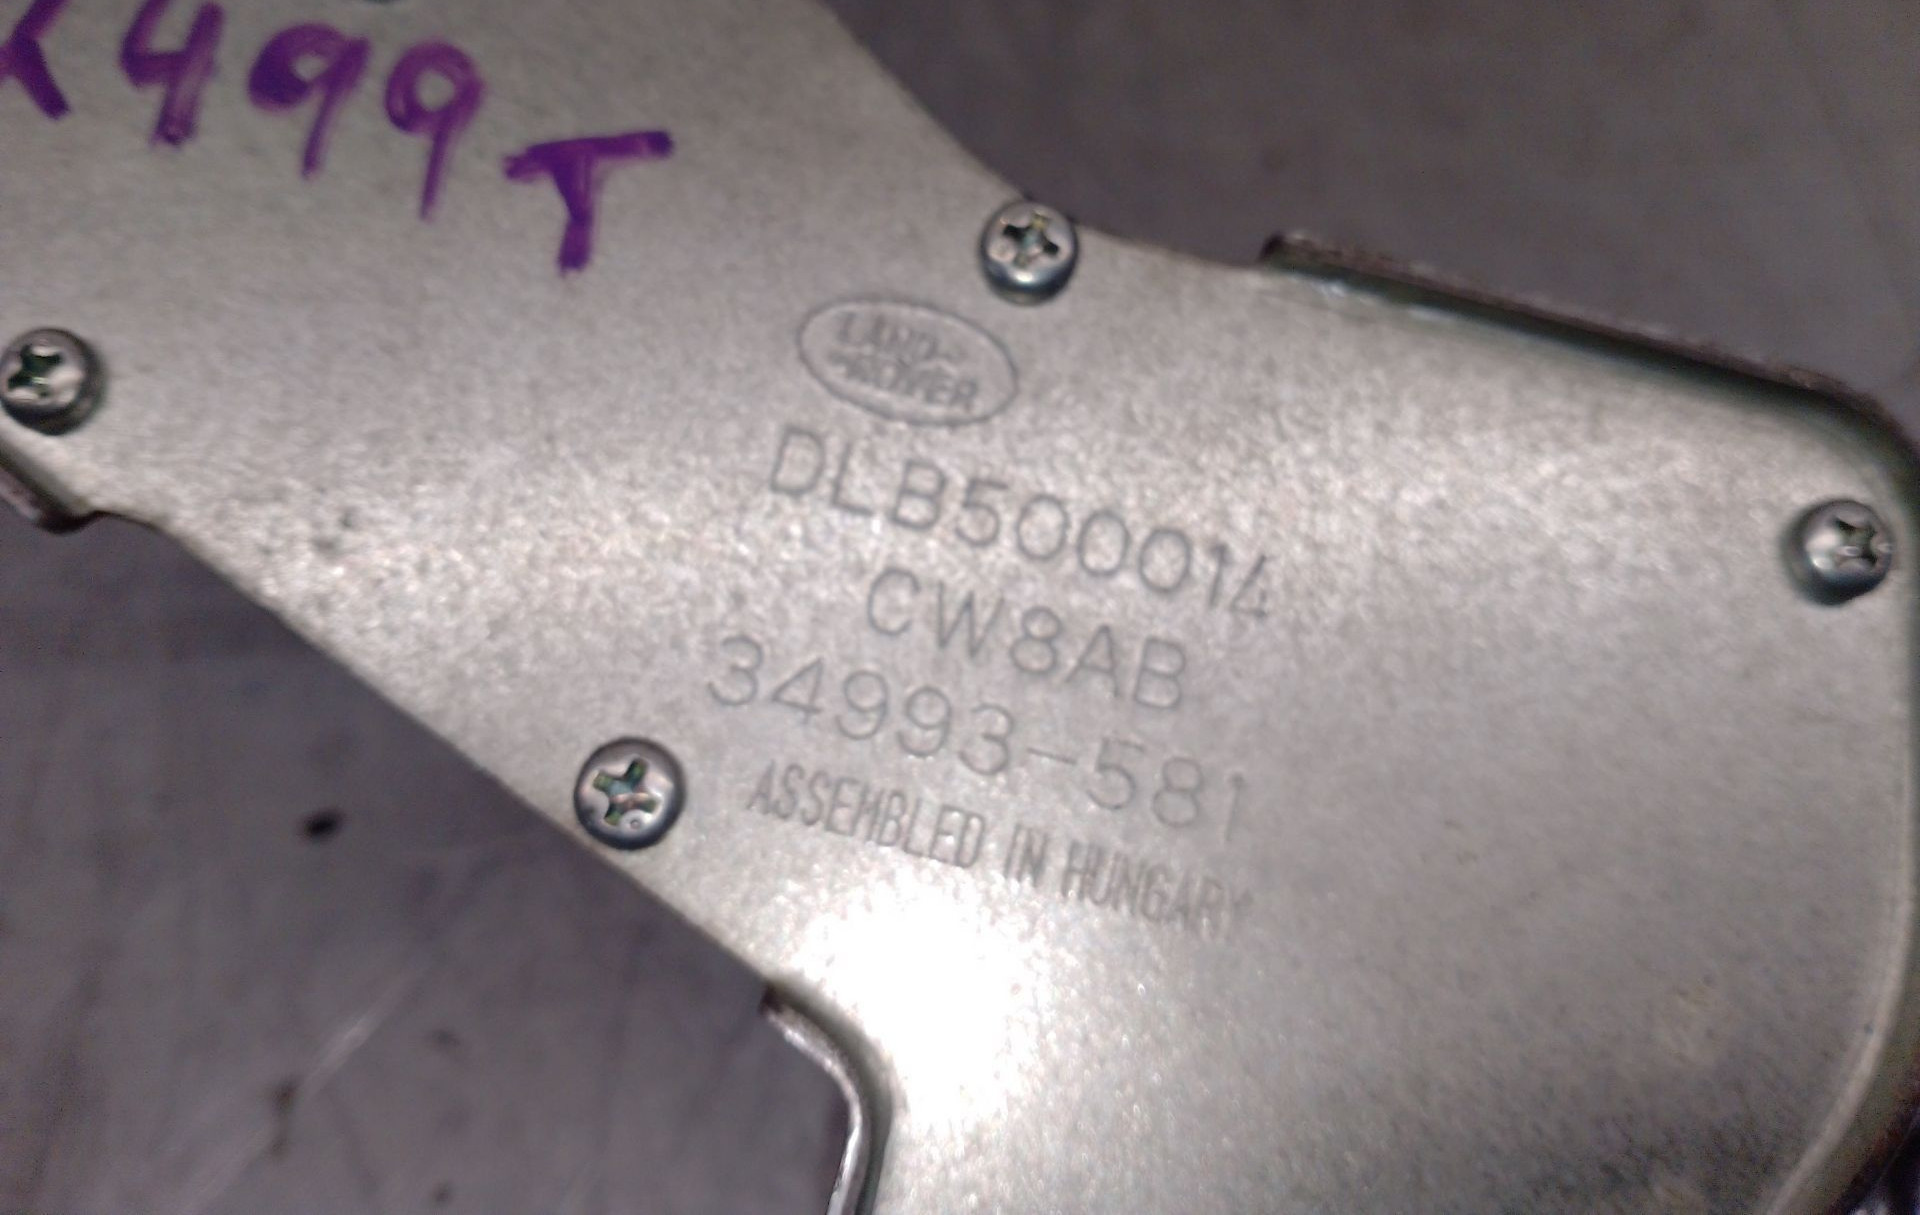 499T
LAND-
ROVER
DLB500014
CW8AB
34993-581
ASSEMBLED IN HUNGARY